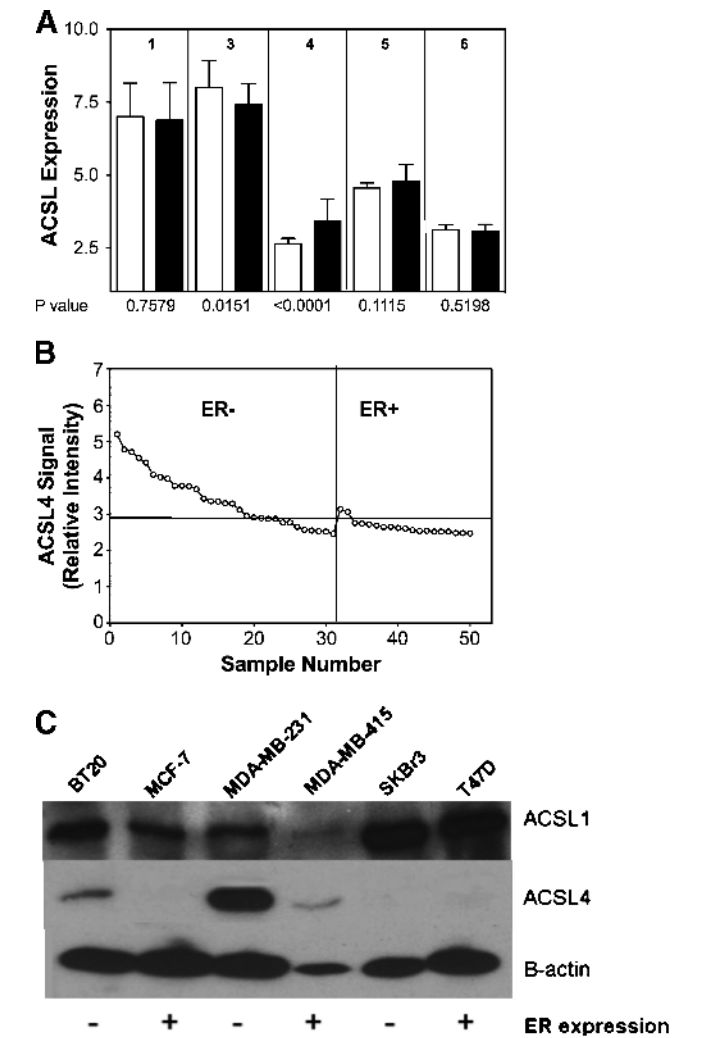 A
ACSL Expression
10.0
7.5
5.0
2.5
1 3 4 5 6
P value 0.7579 0.0151 <0.0001 0.1115 0.5198
B
ACSL4 Signal
(Relative Intensity)
7
6
5
4
3
2
1
0
ER- ER+
0 10 20 30 40 50
Sample Number
C
BT20 MCF-7 MDA-MB-231 MDA-MB-415 SKBr3 T47D
ACSL1
ACSL4
B-actin
- + - + - + ER expression